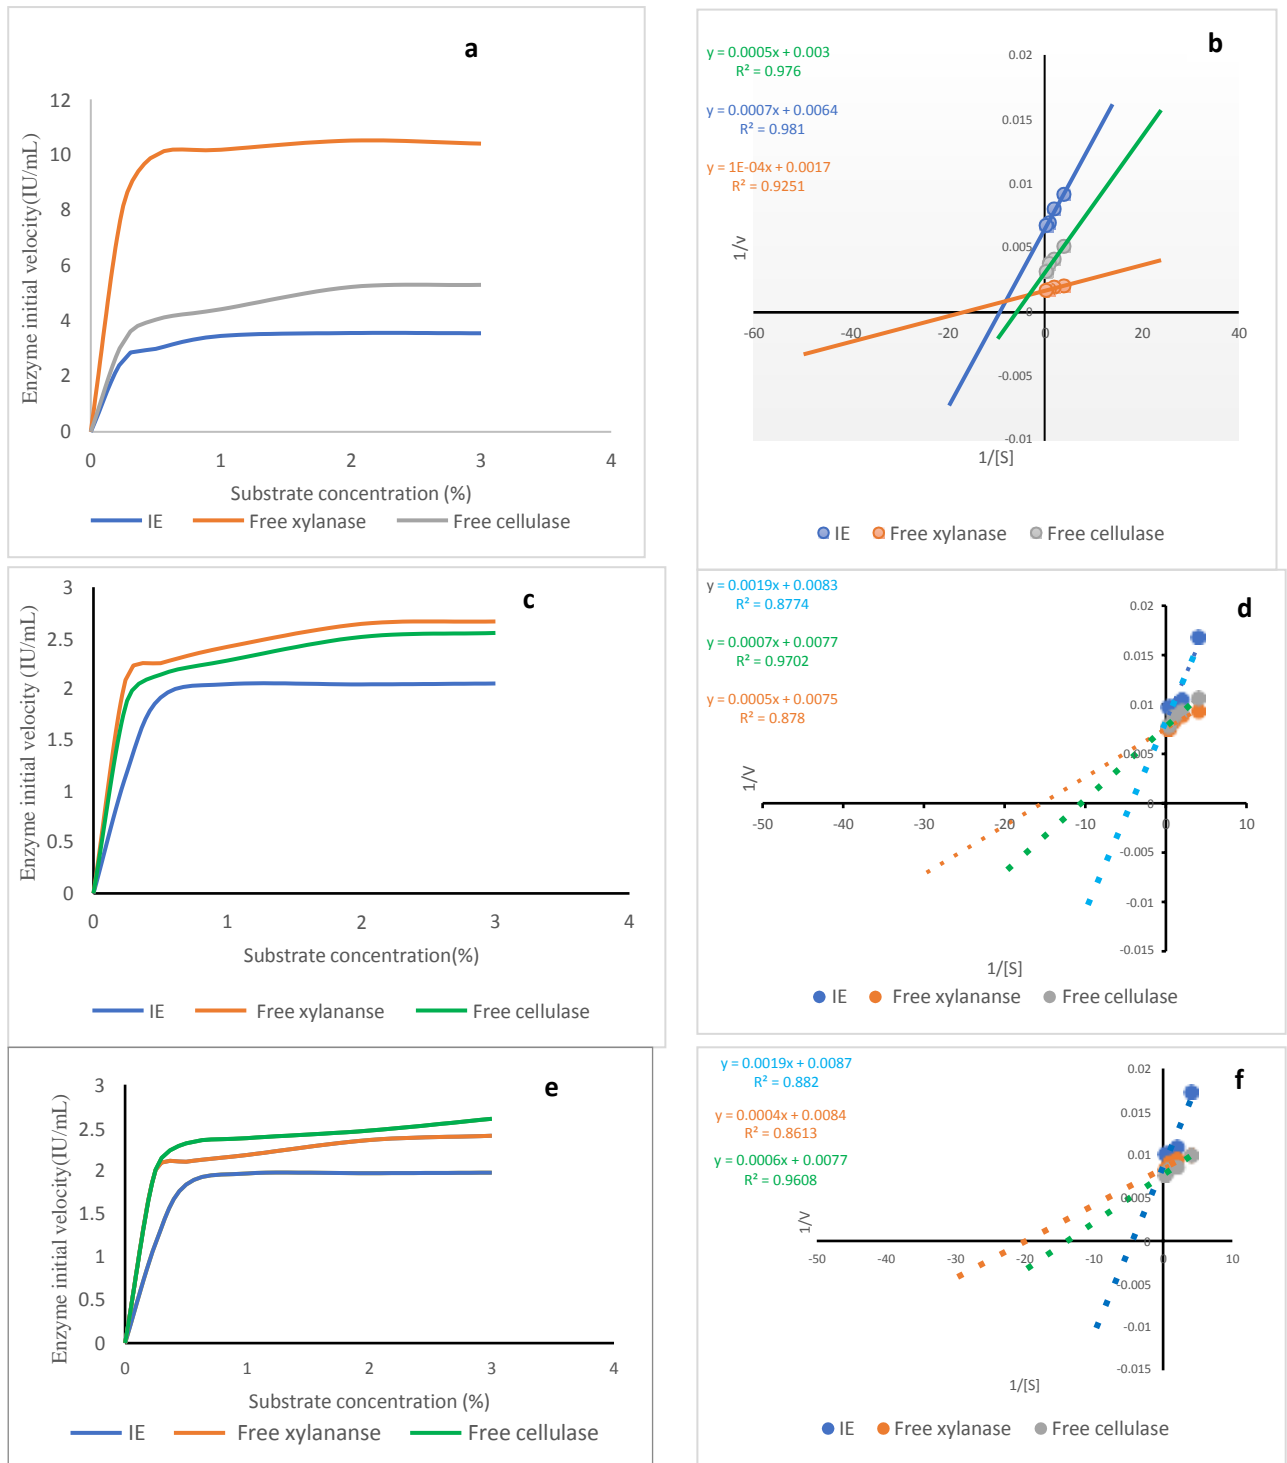 a
Enzyme initial velocity(IU/mL)
12
10
8
6
4
2
0
0 1 2 3 4
Substrate concentration (%)
IE Free xylanase Free cellulase
b
y = 0.0005x + 0.003
R² = 0.976
y = 0.0007x + 0.0064
R² = 0.981
y = 1E-04x + 0.0017
R² = 0.9251
1/v
0.02
0.015
0.01
0.005
0
-0.005
-0.01
-60 -40 -20 0 20 40
1/[S]
IE Free xylanase Free cellulase
c
Enzyme initial velocity (IU/mL)
3
2.5
2
1.5
1
0.5
0
0 1 2 3 4
Substrate concentration(%)
IE Free xylananse Free cellulase
d
y = 0.0019x + 0.0083
R² = 0.8774
y = 0.0007x + 0.0077
R² = 0.9702
y = 0.0005x + 0.0075
R² = 0.878
1/V
0.02
0.015
0.01
0.005
0
-0.005
-0.01
-0.015
-50 -40 -30 -20 -10 0 10
1/[S]
IE Free xylananse Free cellulase
e
Enzyme initial velocity(IU/mL)
3
2.5
2
1.5
1
0.5
0
0 1 2 3 4
Substrate concentration (%)
IE Free xylananse Free cellulase
f
y = 0.0019x + 0.0087
R² = 0.882
y = 0.0004x + 0.0084
R² = 0.8613
y = 0.0006x + 0.0077
R² = 0.9608
1/V
0.02
0.015
0.01
0.005
0
-0.005
-0.01
-0.015
-50 -40 -30 -20 -10 0 10
1/[S]
IE Free xylanase Free cellulase